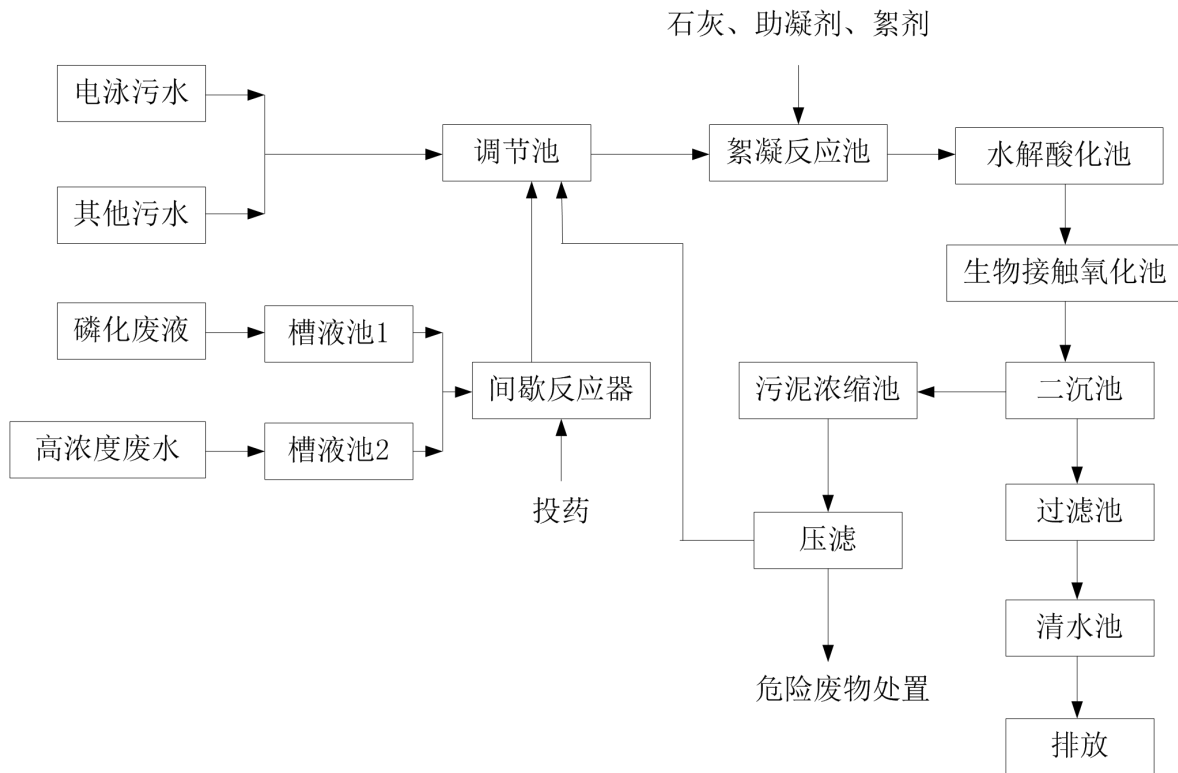 石灰、助凝剂、絮剂
电泳污水
调节池
絮凝反应池
水解酸化池
其他污水
生物接触氧化池
磷化废液
槽液池1
间歇反应器
污泥浓缩池
二沉池
高浓度废水
槽液池2
投药
过滤池
压滤
清水池
危险废物处置
排放